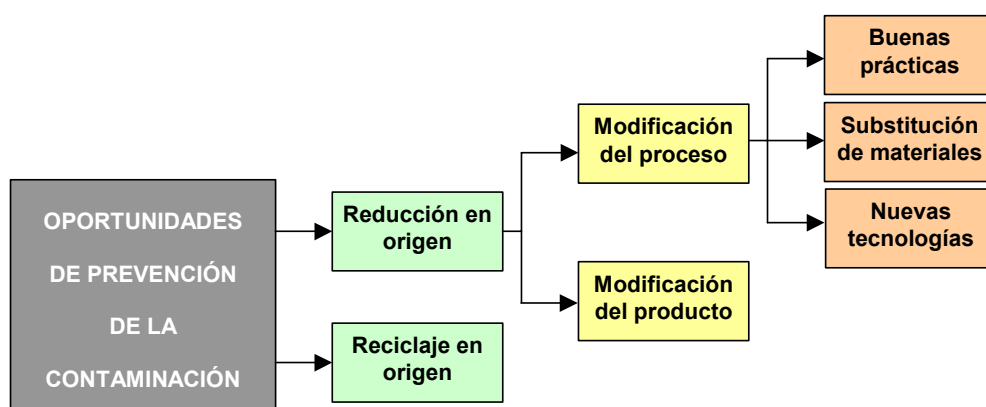 OPORTUNIDADES
DE PREVENCIÓN
DE LA
CONTAMINACIÓN
Reducción en
origen
Reciclaje en
origen
Modificación
del proceso
Modificación
del producto
Buenas
prácticas
Substitución
de materiales
Nuevas
tecnologías